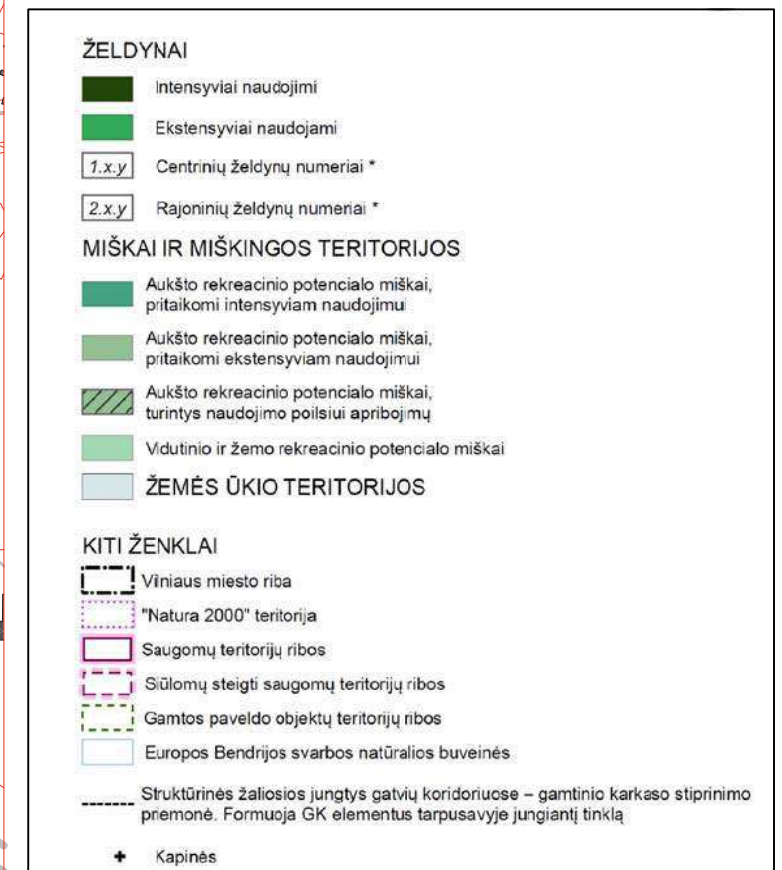 ŽELDYNAI
Intensyviai naudojimi
Ekstensyviai naudojami
1.x.y Centrinių želdynų numeriai *
2.x.y Rajoninių želdynų numeriai *
MIŠKAI IR MIŠKINGOS TERITORIJOS
Aukšto rekreacinio potencialo miškai,
pritaikomi intensyviam naudojimui
Aukšto rekreacinio potencialo miškai,
pritaikomi ekstensyviam naudojimui
Aukšto rekreacinio potencialo miškai,
turintys naudojimo poilsiui apribojimų
Vidutinio ir žemo rekreacinio potencialo miškai
ŽEMĖS ŪKIO TERITORIJOS
KITI ŽENKLAI
Vilniaus miesto riba
"Natura 2000" teritorija
Saugomų teritorijų ribos
Siūlomų steigti saugomų teritorijų ribos
Gamtos paveldo objektų teritorijų ribos
Europos Bendrijos svarbos natūralios buveinės
Struktūrinės žaliosios jungtys gatvių koridoriuose – gamtinio karkaso stiprinimo
priemonė. Formuoja GK elementus tarpusavyje jungiantį tinklą
Kapinės